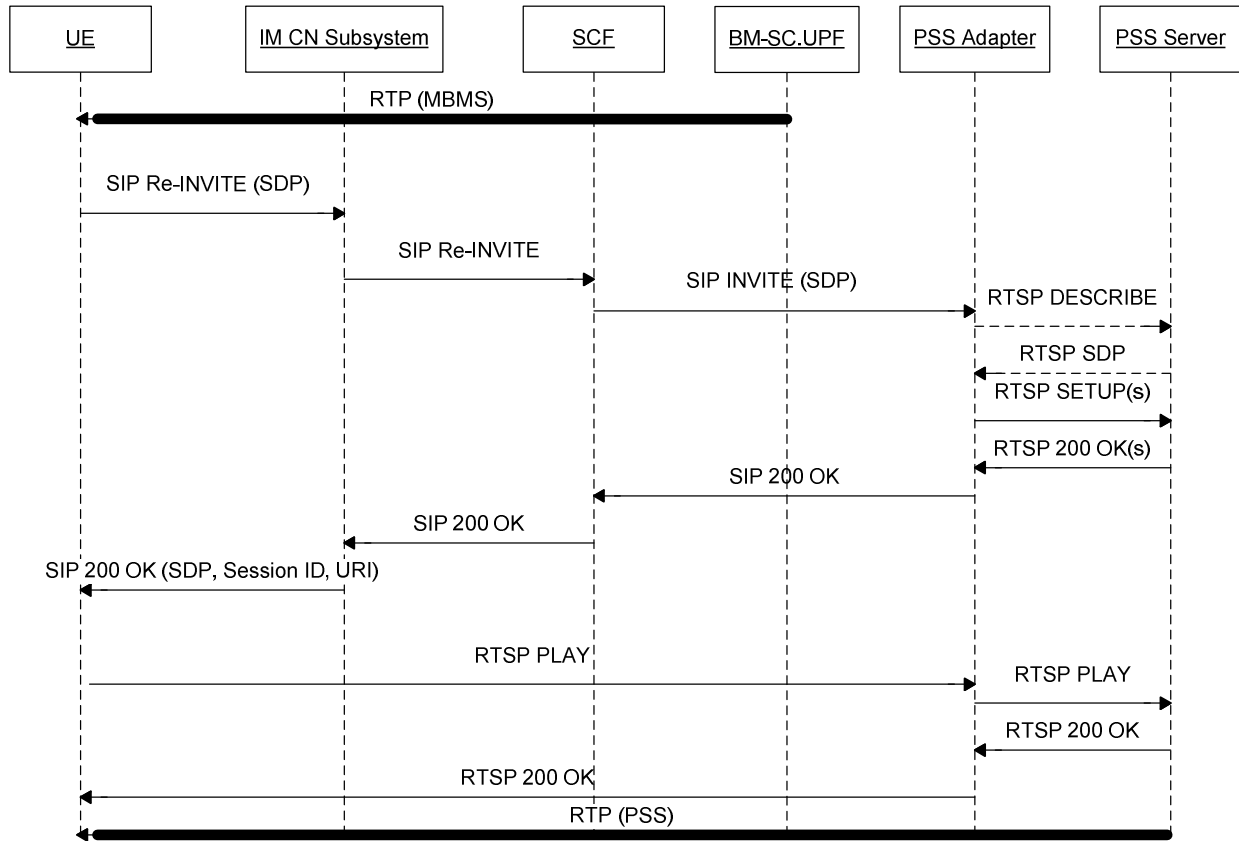 UE
IM CN Subsystem
SCF
BM-SC.UPF
PSS Adapter
PSS Server
RTP (MBMS)
SIP Re-INVITE (SDP)
SIP Re-INVITE
SIP INVITE (SDP)
RTSP DESCRIBE
RTSP SDP
RTSP SETUP(s)
RTSP 200 OK(s)
SIP 200 OK
SIP 200 OK
SIP 200 OK (SDP, Session ID, URI)
RTSP PLAY
RTSP PLAY
RTSP 200 OK
RTSP 200 OK
RTP (PSS)